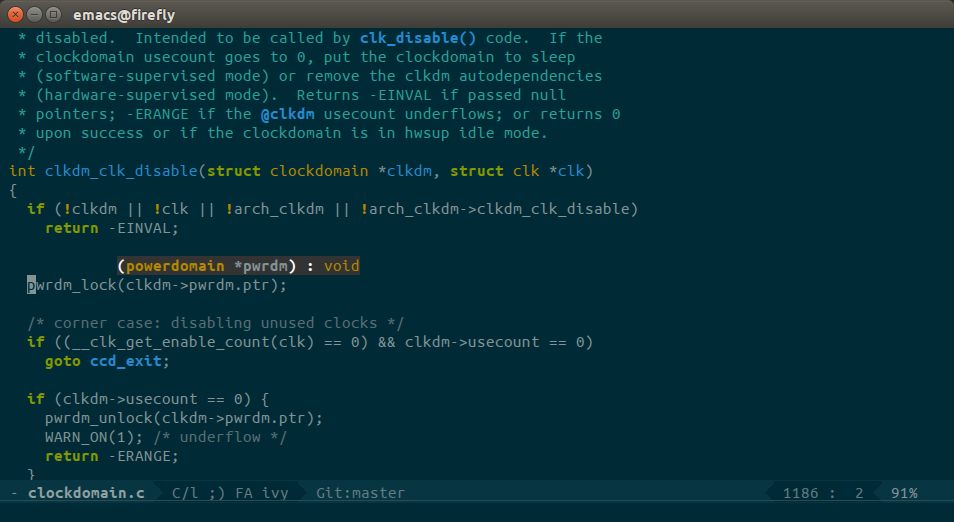 emacs@firefly
* disabled.  Intended to be called by clk_disable() code.  If the
* clockdomain usecount goes to 0, put the clockdomain to sleep
* (software-supervised mode) or remove the clkdm autodependencies
* (hardware-supervised mode).  Returns -EINVAL if passed null
* pointers; -ERANGE if the @clkdm usecount underflows; or returns 0
* upon success or if the clockdomain is in hwsup idle mode.
*/
int clkdm_clk_disable(struct clockdomain *clkdm, struct clk *clk)
{
  if (!clkdm || !clk || !arch_clkdm || !arch_clkdm->clkdm_clk_disable)
    return -EINVAL;
(powerdomain *pwrdm) : void
  pwrdm_lock(clkdm->pwrdm.ptr);
  /* corner case: disabling unused clocks */
  if ((__clk_get_enable_count(clk) == 0) && clkdm->usecount == 0)
    goto ccd_exit;
  if (clkdm->usecount == 0) {
    pwrdm_unlock(clkdm->pwrdm.ptr);
    WARN_ON(1); /* underflow */
    return -ERANGE;
  }
- clockdomain.c  C/l ;) FA ivy  Git:master  1186 :  2  91%